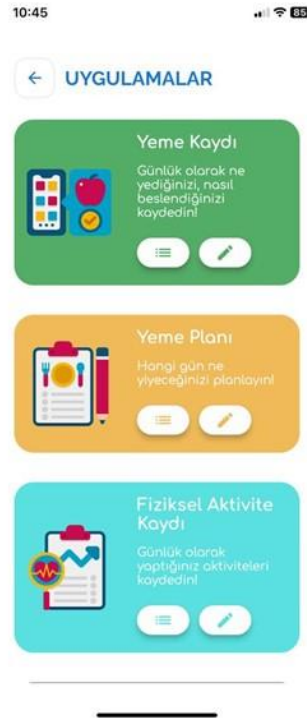 10:45
85
UYGULAMALAR
Yeme Kaydı
Günlük olarak ne
yediğinizi, nasıl
beslendiğinizi
kaydedin!
Yeme Planı
Hangi gün ne
yiyeceğinizi planlayın!
Fiziksel Aktivite
Kaydı
Günlük olarak
yaptığınız aktiviteleri
kaydedin!